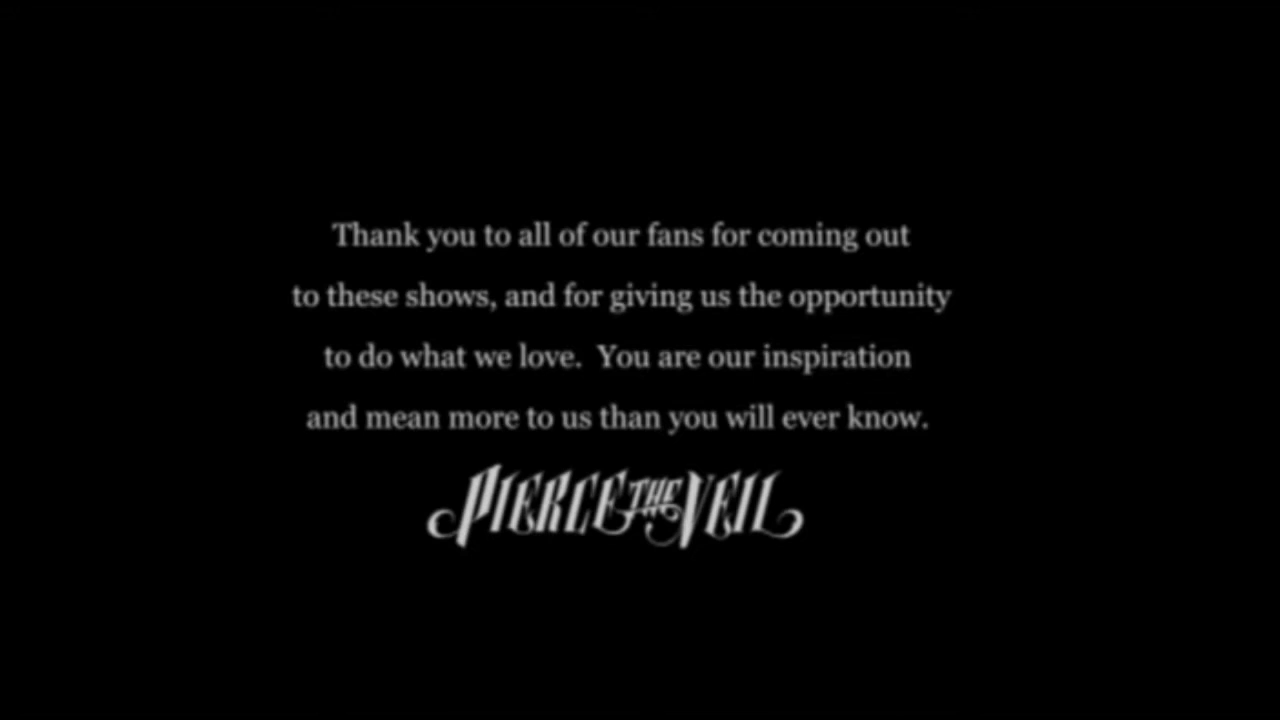 Thank you to all of our fans for coming out
to these shows, and for giving us the opportunity
to do what we love.  You are our inspiration
and mean more to us than you will ever know.
PIERCE THE VEIL